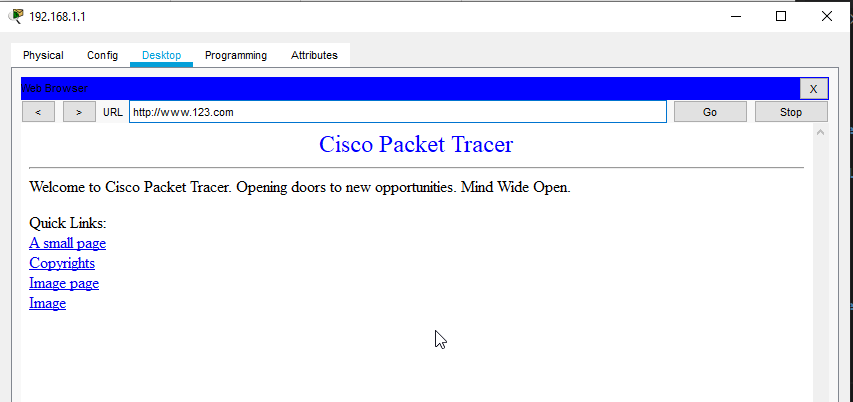 192.168.1.1
Physical Config Desktop Programming Attributes
Web Browser X
< > URL http://www.123.com Go Stop
Cisco Packet Tracer
Welcome to Cisco Packet Tracer. Opening doors to new opportunities. Mind Wide Open.
Quick Links:
A small page
Copyrights
Image page
Image